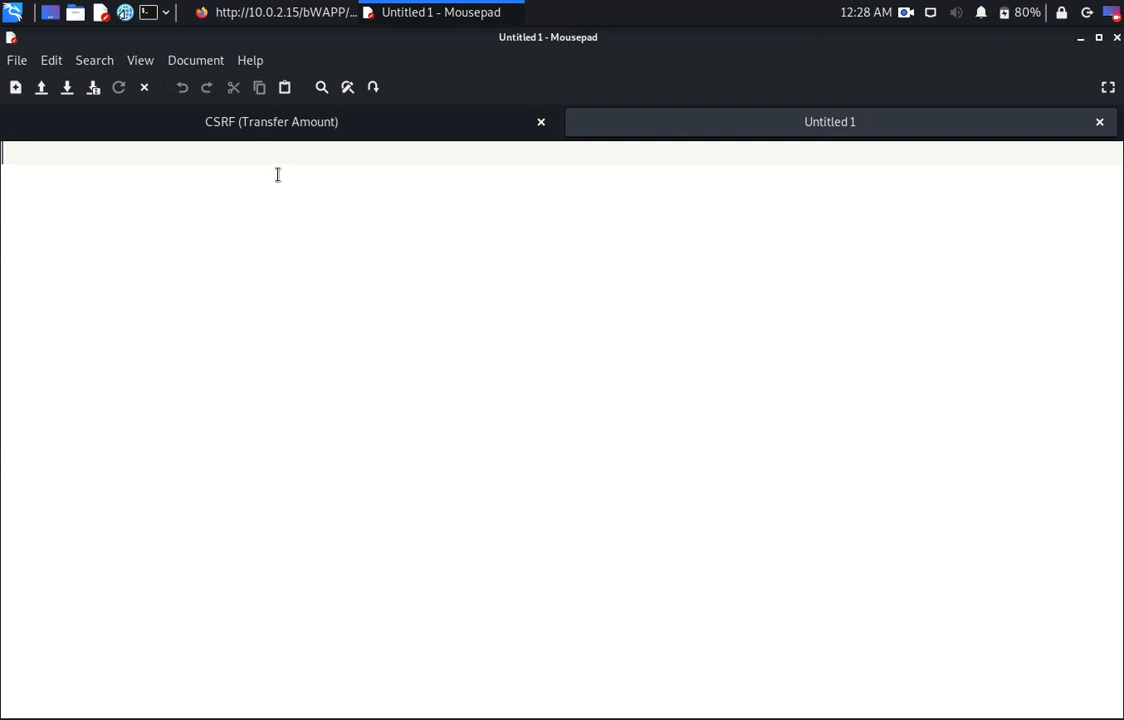 http://10.0.2.15/bWAPP/... Untitled 1 - Mousepad 12:28 AM 80%
Untitled 1 - Mousepad
File Edit Search View Document Help
CSRF (Transfer Amount) Untitled 1